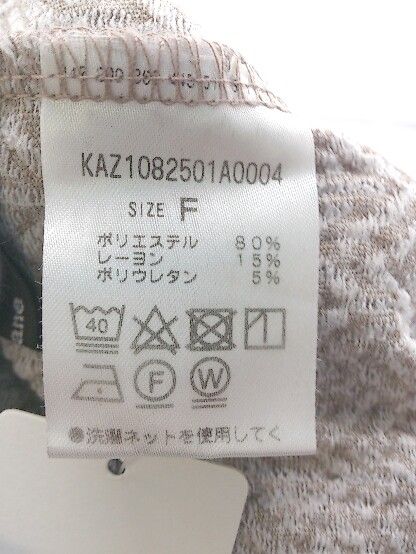 KAZ1082501A0004
SIZE F
ポリエステル 80%
レーヨン 15%
ポリウレタン 5%
40
F W
●洗濯ネットを使用してく
ane